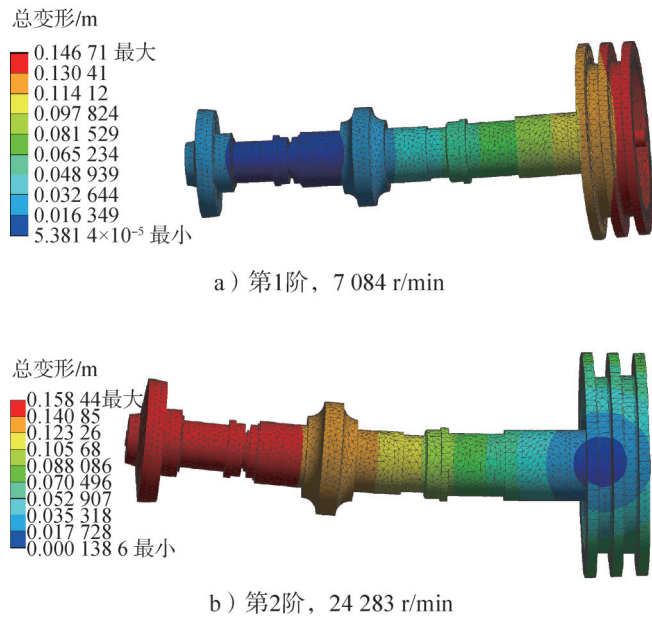 总变形/m
0.146 71 最大
0.130 41
0.114 12
0.097 824
0.081 529
0.065 234
0.048 939
0.032 644
0.016 349
5.381 4×10⁻⁵ 最小
a）第1阶，7 084 r/min
总变形/m
0.158 44最大
0.140 85
0.123 26
0.105 68
0.088 086
0.070 496
0.052 907
0.035 318
0.017 728
0.000 138 6 最小
b）第2阶，24 283 r/min